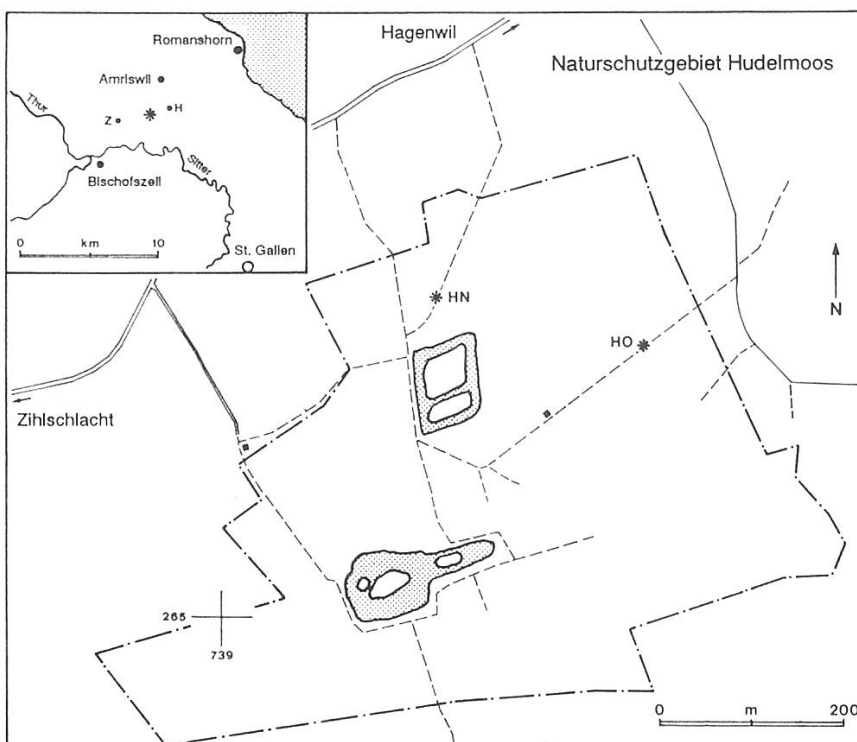 Romanshorn
Amriswil
H
Z
Thur
Sitter
Bischofszell
0 km 10
St. Gallen
Hagenwil
Naturschutzgebiet Hudelmoos
HN
HO
N
Zihlschlacht
265
739
0 m 200